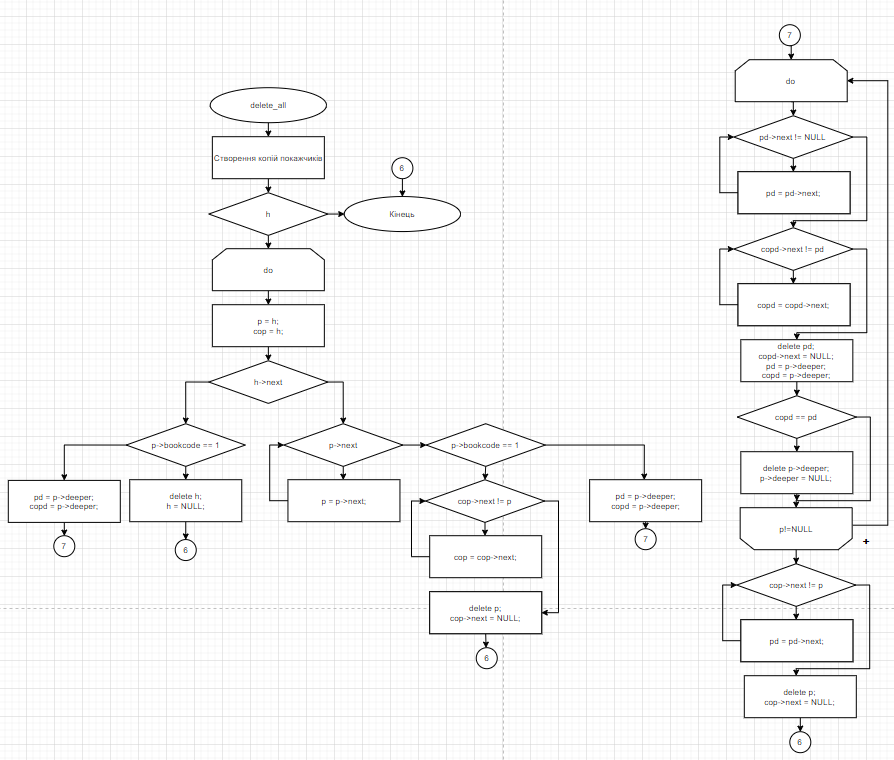 delete_all
Створення копій покажчиків
h
6
Кінець
do
p = h;
cop = h;
h->next
p->bookcode == 1
pd = p->deeper;
copd = p->deeper;
7
delete h;
h = NULL;
6
p->next
p = p->next;
p->bookcode == 1
cop->next != p
cop = cop->next;
delete p;
cop->next = NULL;
6
pd = p->deeper;
copd = p->deeper;
7
7
do
pd->next != NULL
pd = pd->next;
copd->next != pd
copd = copd->next;
delete pd;
copd->next = NULL;
pd = p->deeper;
copd = p->deeper;
copd == pd
delete p->deeper;
p->deeper = NULL;
p!=NULL
cop->next != p
pd = pd->next;
delete p;
cop->next = NULL;
6